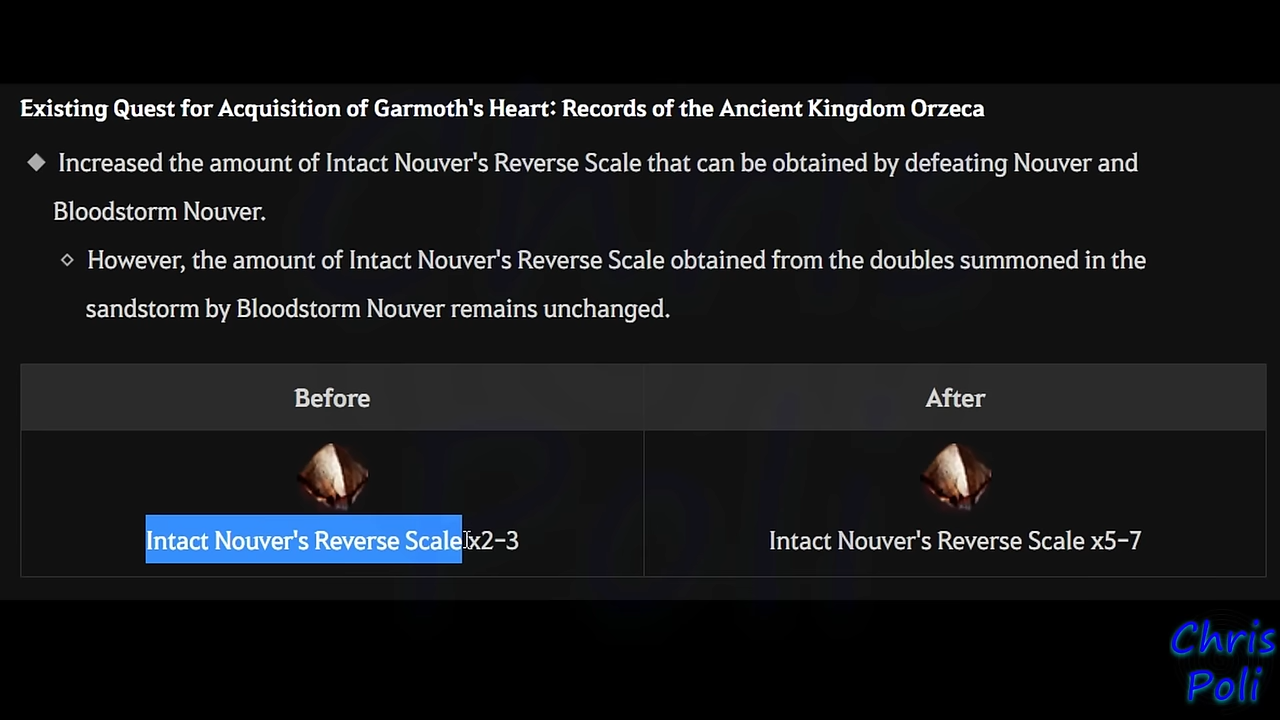 Existing Quest for Acquisition of Garmoth's Heart: Records of the Ancient Kingdom Orzeca
Increased the amount of Intact Nouver's Reverse Scale that can be obtained by defeating Nouver and
Bloodstorm Nouver.
However, the amount of Intact Nouver's Reverse Scale obtained from the doubles summoned in the
sandstorm by Bloodstorm Nouver remains unchanged.
Before After
Intact Nouver's Reverse Scale x2-3 Intact Nouver's Reverse Scale x5-7
Chris
Poli